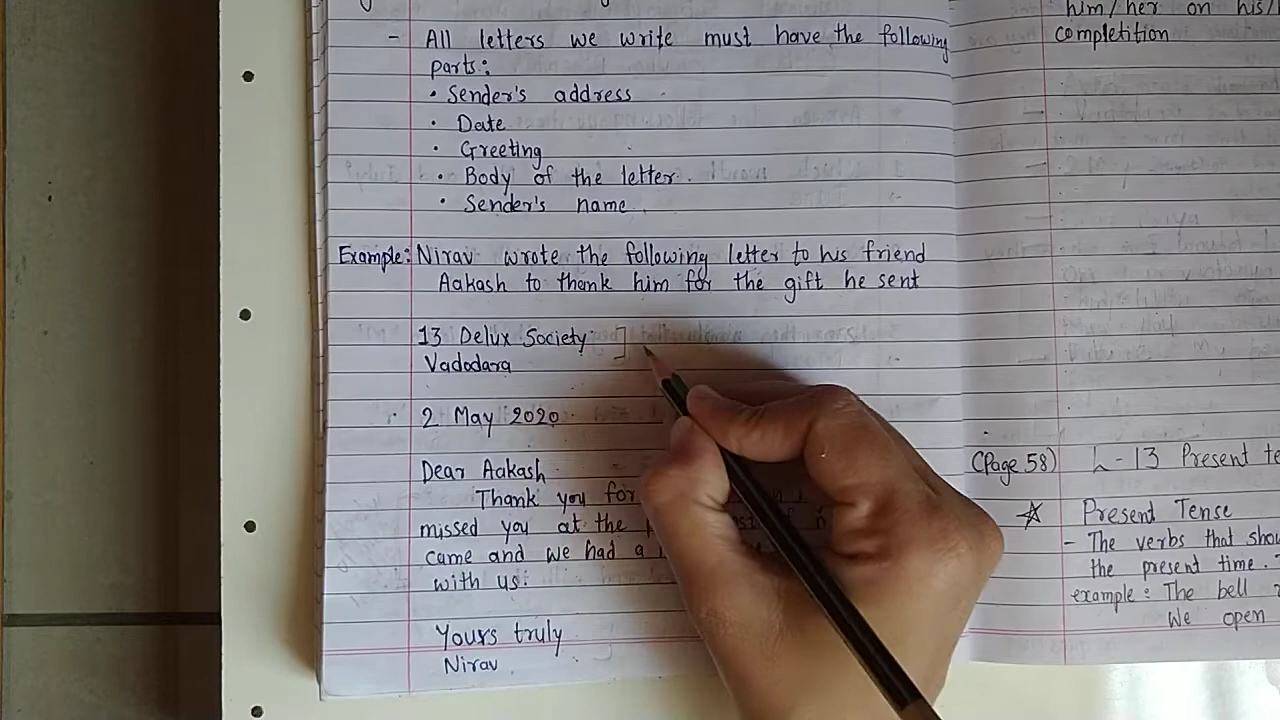 - All letters we write must have the following
parts:
• Sender's address
• Date
• Greeting
• Body of the letter.
• Sender's name
Example: Nirav wrote the following letter to his friend
Aakash to thank him for the gift he sent
13 Delux Society
Vadodara
2 May 2020
Dear Aakash
Thank you for
missed you at the
came and we had a
with us.
Yours truly
Nirav
him/her on his/
completition
(Page 58) L-13 Present te
☆ Present Tense
- The verbs that show
the present time.
example: The bell
We open